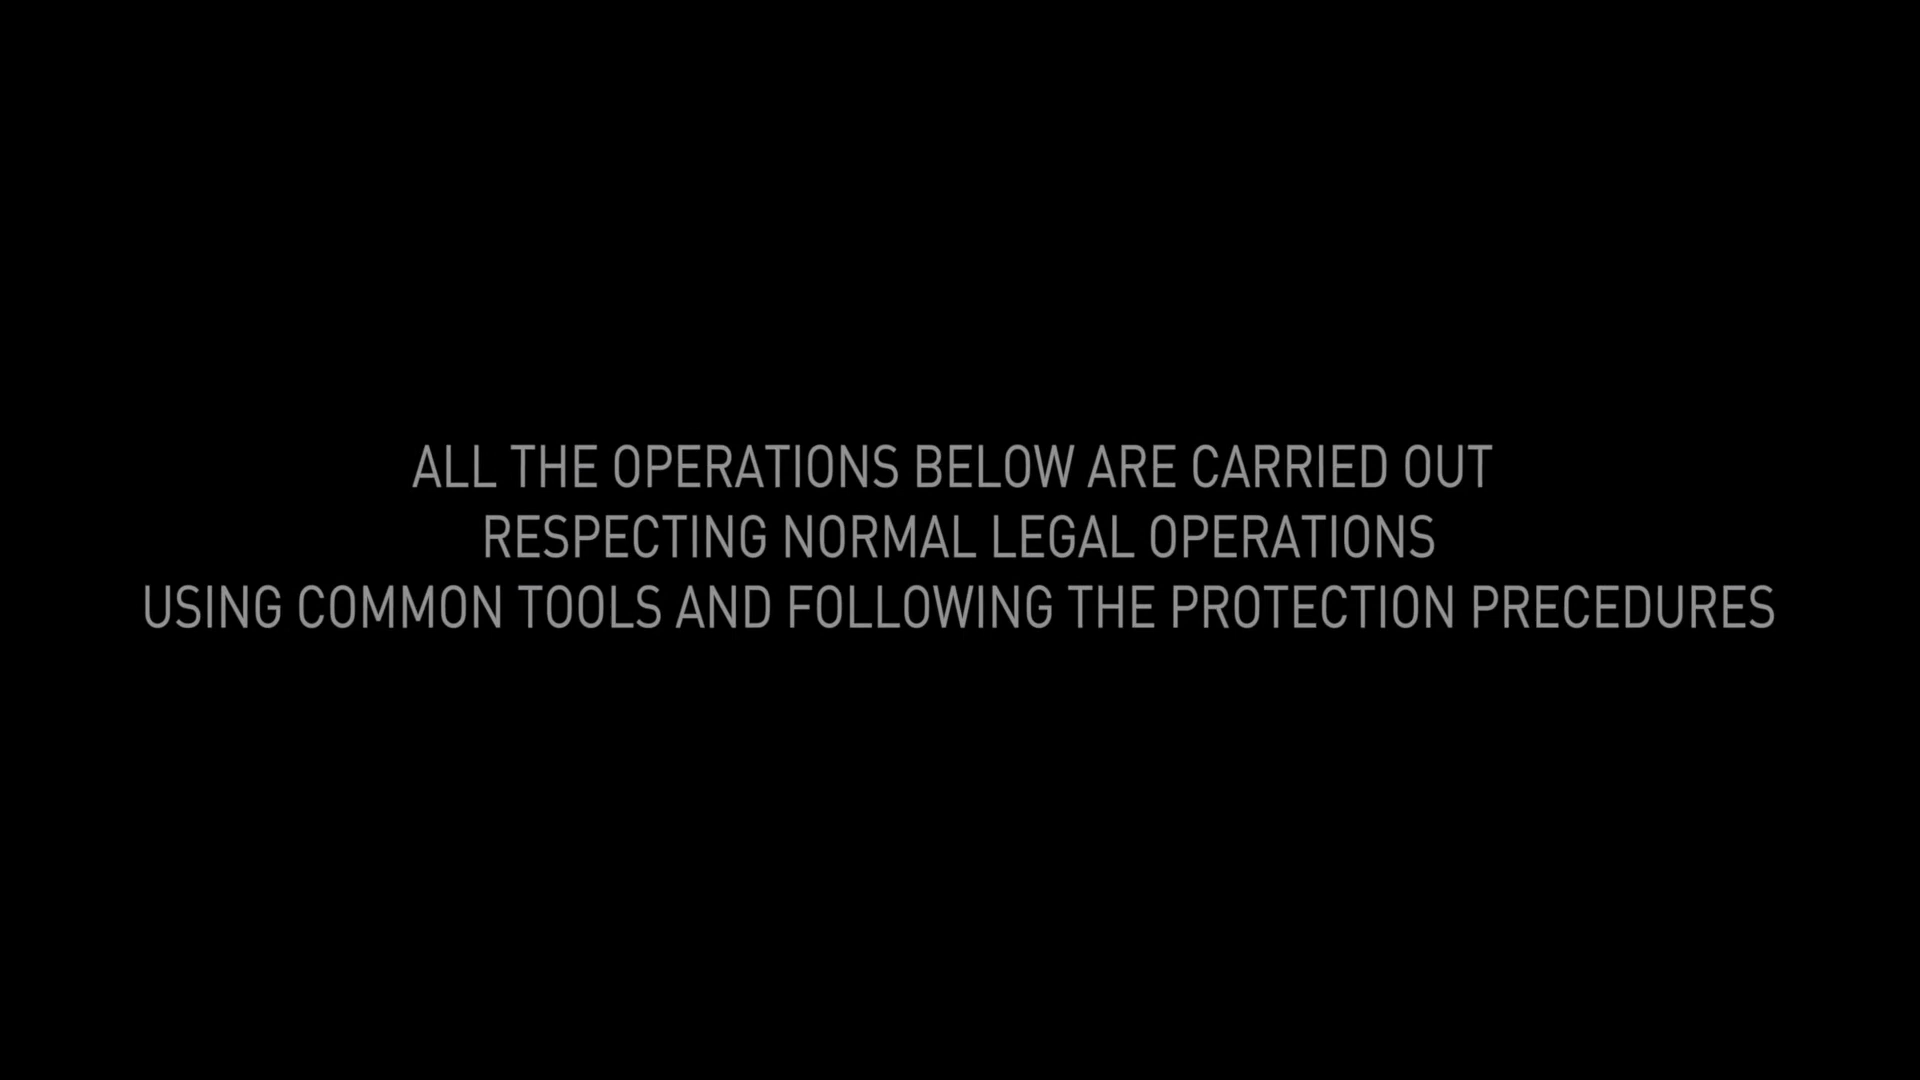 ALL THE OPERATIONS BELOW ARE CARRIED OUT
RESPECTING NORMAL LEGAL OPERATIONS
USING COMMON TOOLS AND FOLLOWING THE PROTECTION PRECEDURES